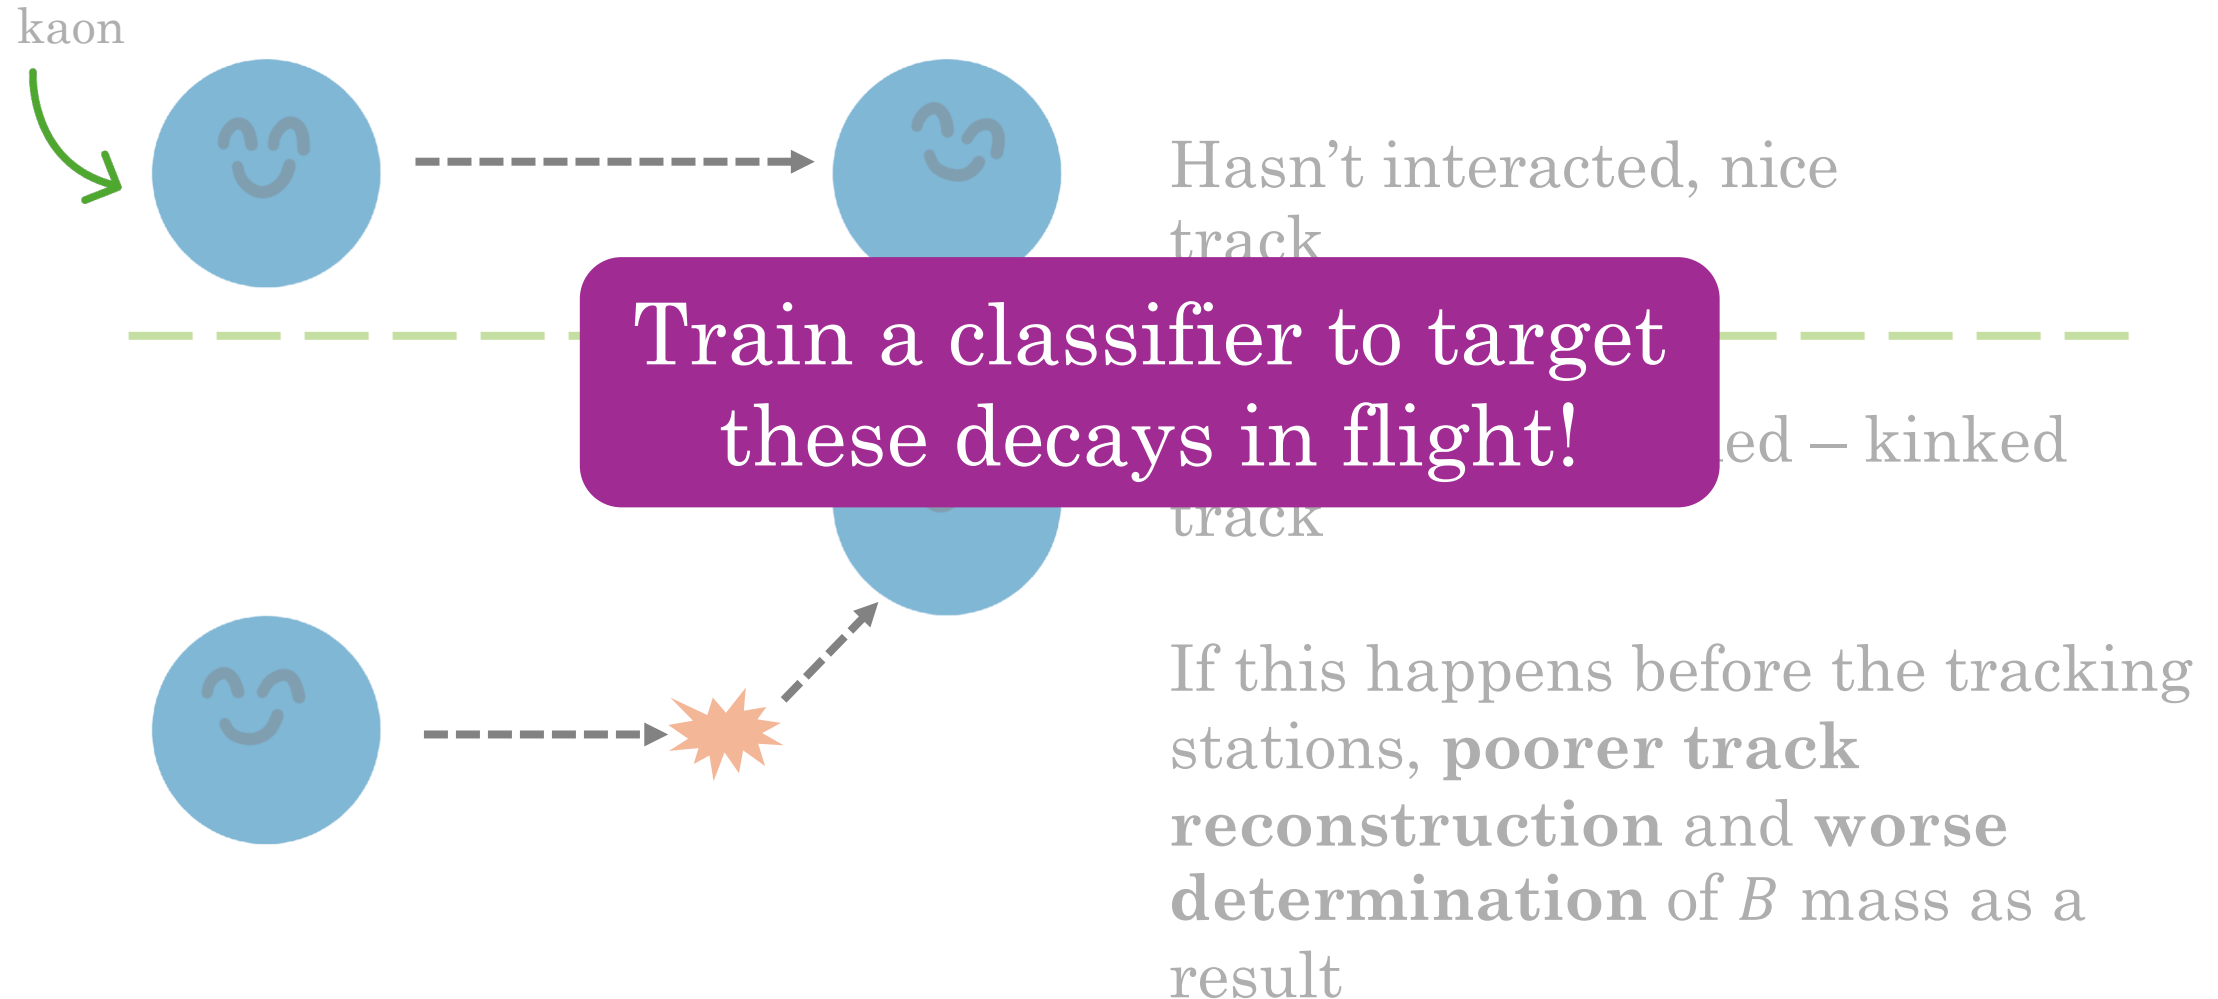 kaon
Hasn’t interacted, nice
track
Train a classifier to target
these decays in flight!
– kinked
track
If this happens before the tracking
stations, poorer track
reconstruction and worse
determination of B mass as a
result